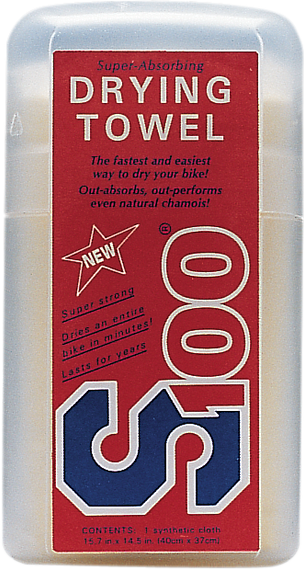 Super-Absorbing
DRYING
TOWEL
The fastest and easiest
way to dry your bike!
Out-absorbs, out-performs
even natural chamois!
NEW
Super strong
Dries an entire
bike in minutes!
Lasts for years
S100®
CONTENTS: 1 synthetic cloth
15.7 in x 14.5 in (40cm x 37cm)